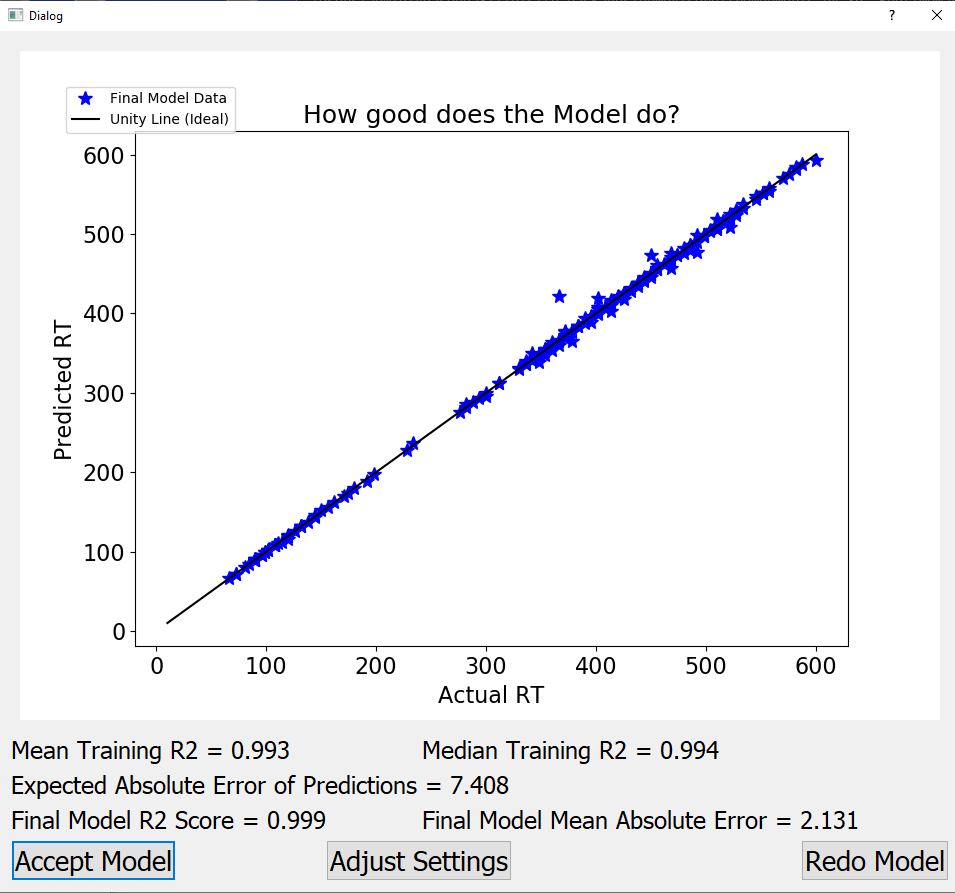 Dialog
?
Final Model Data
Unity Line (Ideal)
How good does the Model do?
600
500
400
300
200
100
0
Predicted RT
0 100 200 300 400 500 600
Actual RT
Mean Training R2 = 0.993 Median Training R2 = 0.994
Expected Absolute Error of Predictions = 7.408
Final Model R2 Score = 0.999 Final Model Mean Absolute Error = 2.131
Accept Model Adjust Settings Redo Model